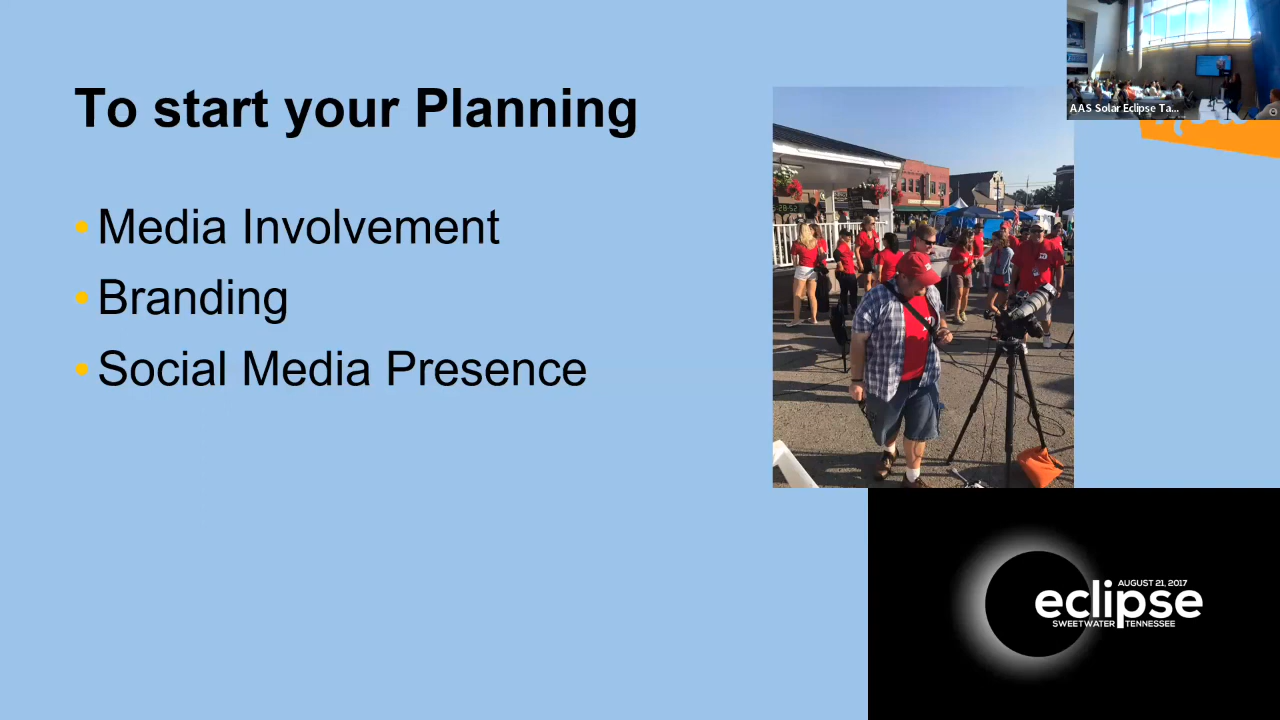 To start your Planning
AAS Solar Eclipse Ta...
• Media Involvement
• Branding
• Social Media Presence
AUGUST 21, 2017
eclipse
SWEETWATER TENNESSEE